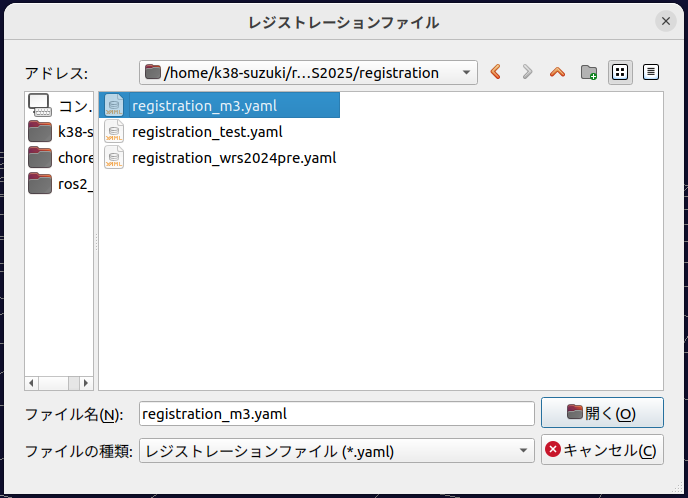 レジストレーションファイル
アドレス:
/home/k38-suzuki/r...S2025/registration
コン...
k38-s
chore
ros2_
registration_m3.yaml
registration_test.yaml
registration_wrs2024pre.yaml
ファイル名(N):
registration_m3.yaml
開く(O)
ファイルの種類:
レジストレーションファイル (*.yaml)
キャンセル(C)